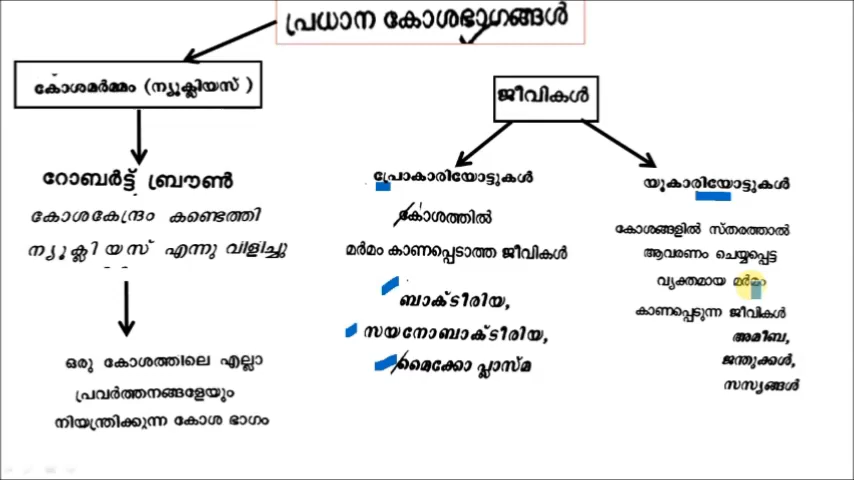 പ്രധാന കോശഭാഗങ്ങൾ
കോശമർമ്മം (ന്യൂക്ലിയസ് )
റോബർട്ട് ബ്രൗൺ
കോശകേന്ദ്രം കണ്ടെത്തി
ന്യൂക്ലിയസ് എന്നു വിളിച്ചു
ഒരു കോശത്തിലെ എല്ലാ
പ്രവർത്തനങ്ങളേയും
നിയന്ത്രിക്കുന്ന കോശ ഭാഗം
ജീവികൾ
പ്രോകാരിയോട്ടുകൾ
കോശത്തിൽ
മർമം കാണപ്പെടാത്ത ജീവികൾ
ബാക്ടീരിയ,
സയനോബാക്ടീരിയ,
മൈക്കോ പ്ലാസ്മ
യൂകാരിയോട്ടുകൾ
കോശങ്ങളിൽ സ്തരത്താൽ
ആവരണം ചെയ്യപ്പെട്ട
വ്യക്തമായ മർമം
കാണപ്പെടുന്ന ജീവികൾ
അമീബ,
ജന്തുക്കൾ,
സസ്യങ്ങൾ